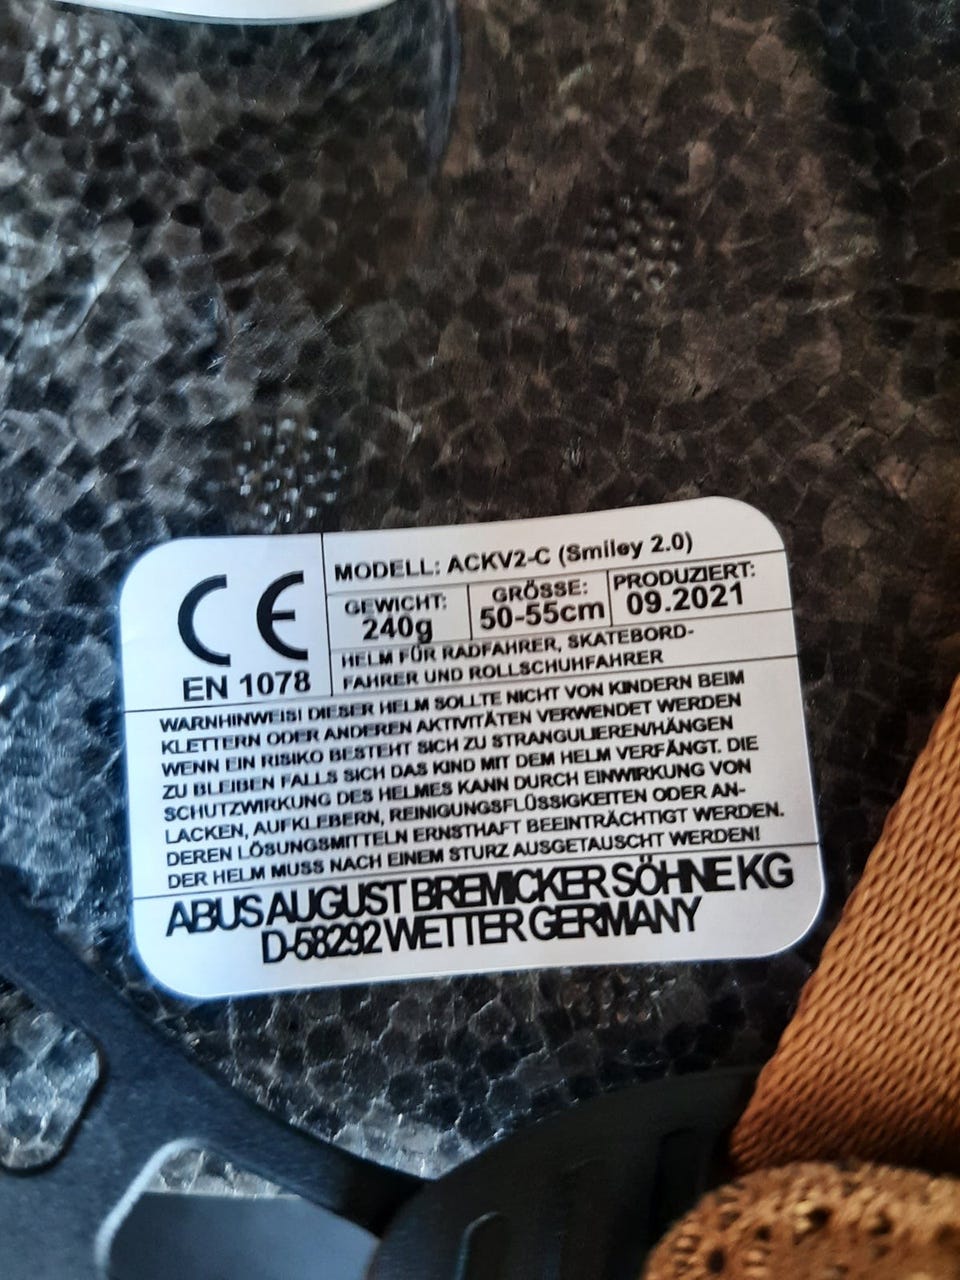 CE
EN 1078
MODELL: ACKV2-C (Smiley 2.0)
GEWICHT:
240g
GRÖSSE:
50-55cm
PRODUZIERT:
09.2021
HELM FÜR RADFAHRER, SKATEBORD-
FAHRER UND ROLLSCHUHFAHRER
WARNHINWEIS! DIESER HELM SOLLTE NICHT VON KINDERN BEIM
KLETTERN ODER ANDEREN AKTIVITÄTEN VERWENDET WERDEN
WENN EIN RISIKO BESTEHT SICH ZU STRANGULIEREN/HÄNGEN
ZU BLEIBEN FALLS SICH DAS KIND MIT DEM HELM VERFÄNGT. DIE
SCHUTZWIRKUNG DES HELMES KANN DURCH EINWIRKUNG VON
LACKEN, AUFKLEBERN, REINIGUNGSFLÜSSIGKEITEN ODER AN-
DEREN LÖSUNGSMITTELN ERNSTHAFT BEEINTRÄCHTIGT WERDEN.
DER HELM MUSS NACH EINEM STURZ AUSGETAUSCHT WERDEN!
ABUS AUGUST BREMICKER SÖHNE KG
D-58292 WETTER GERMANY